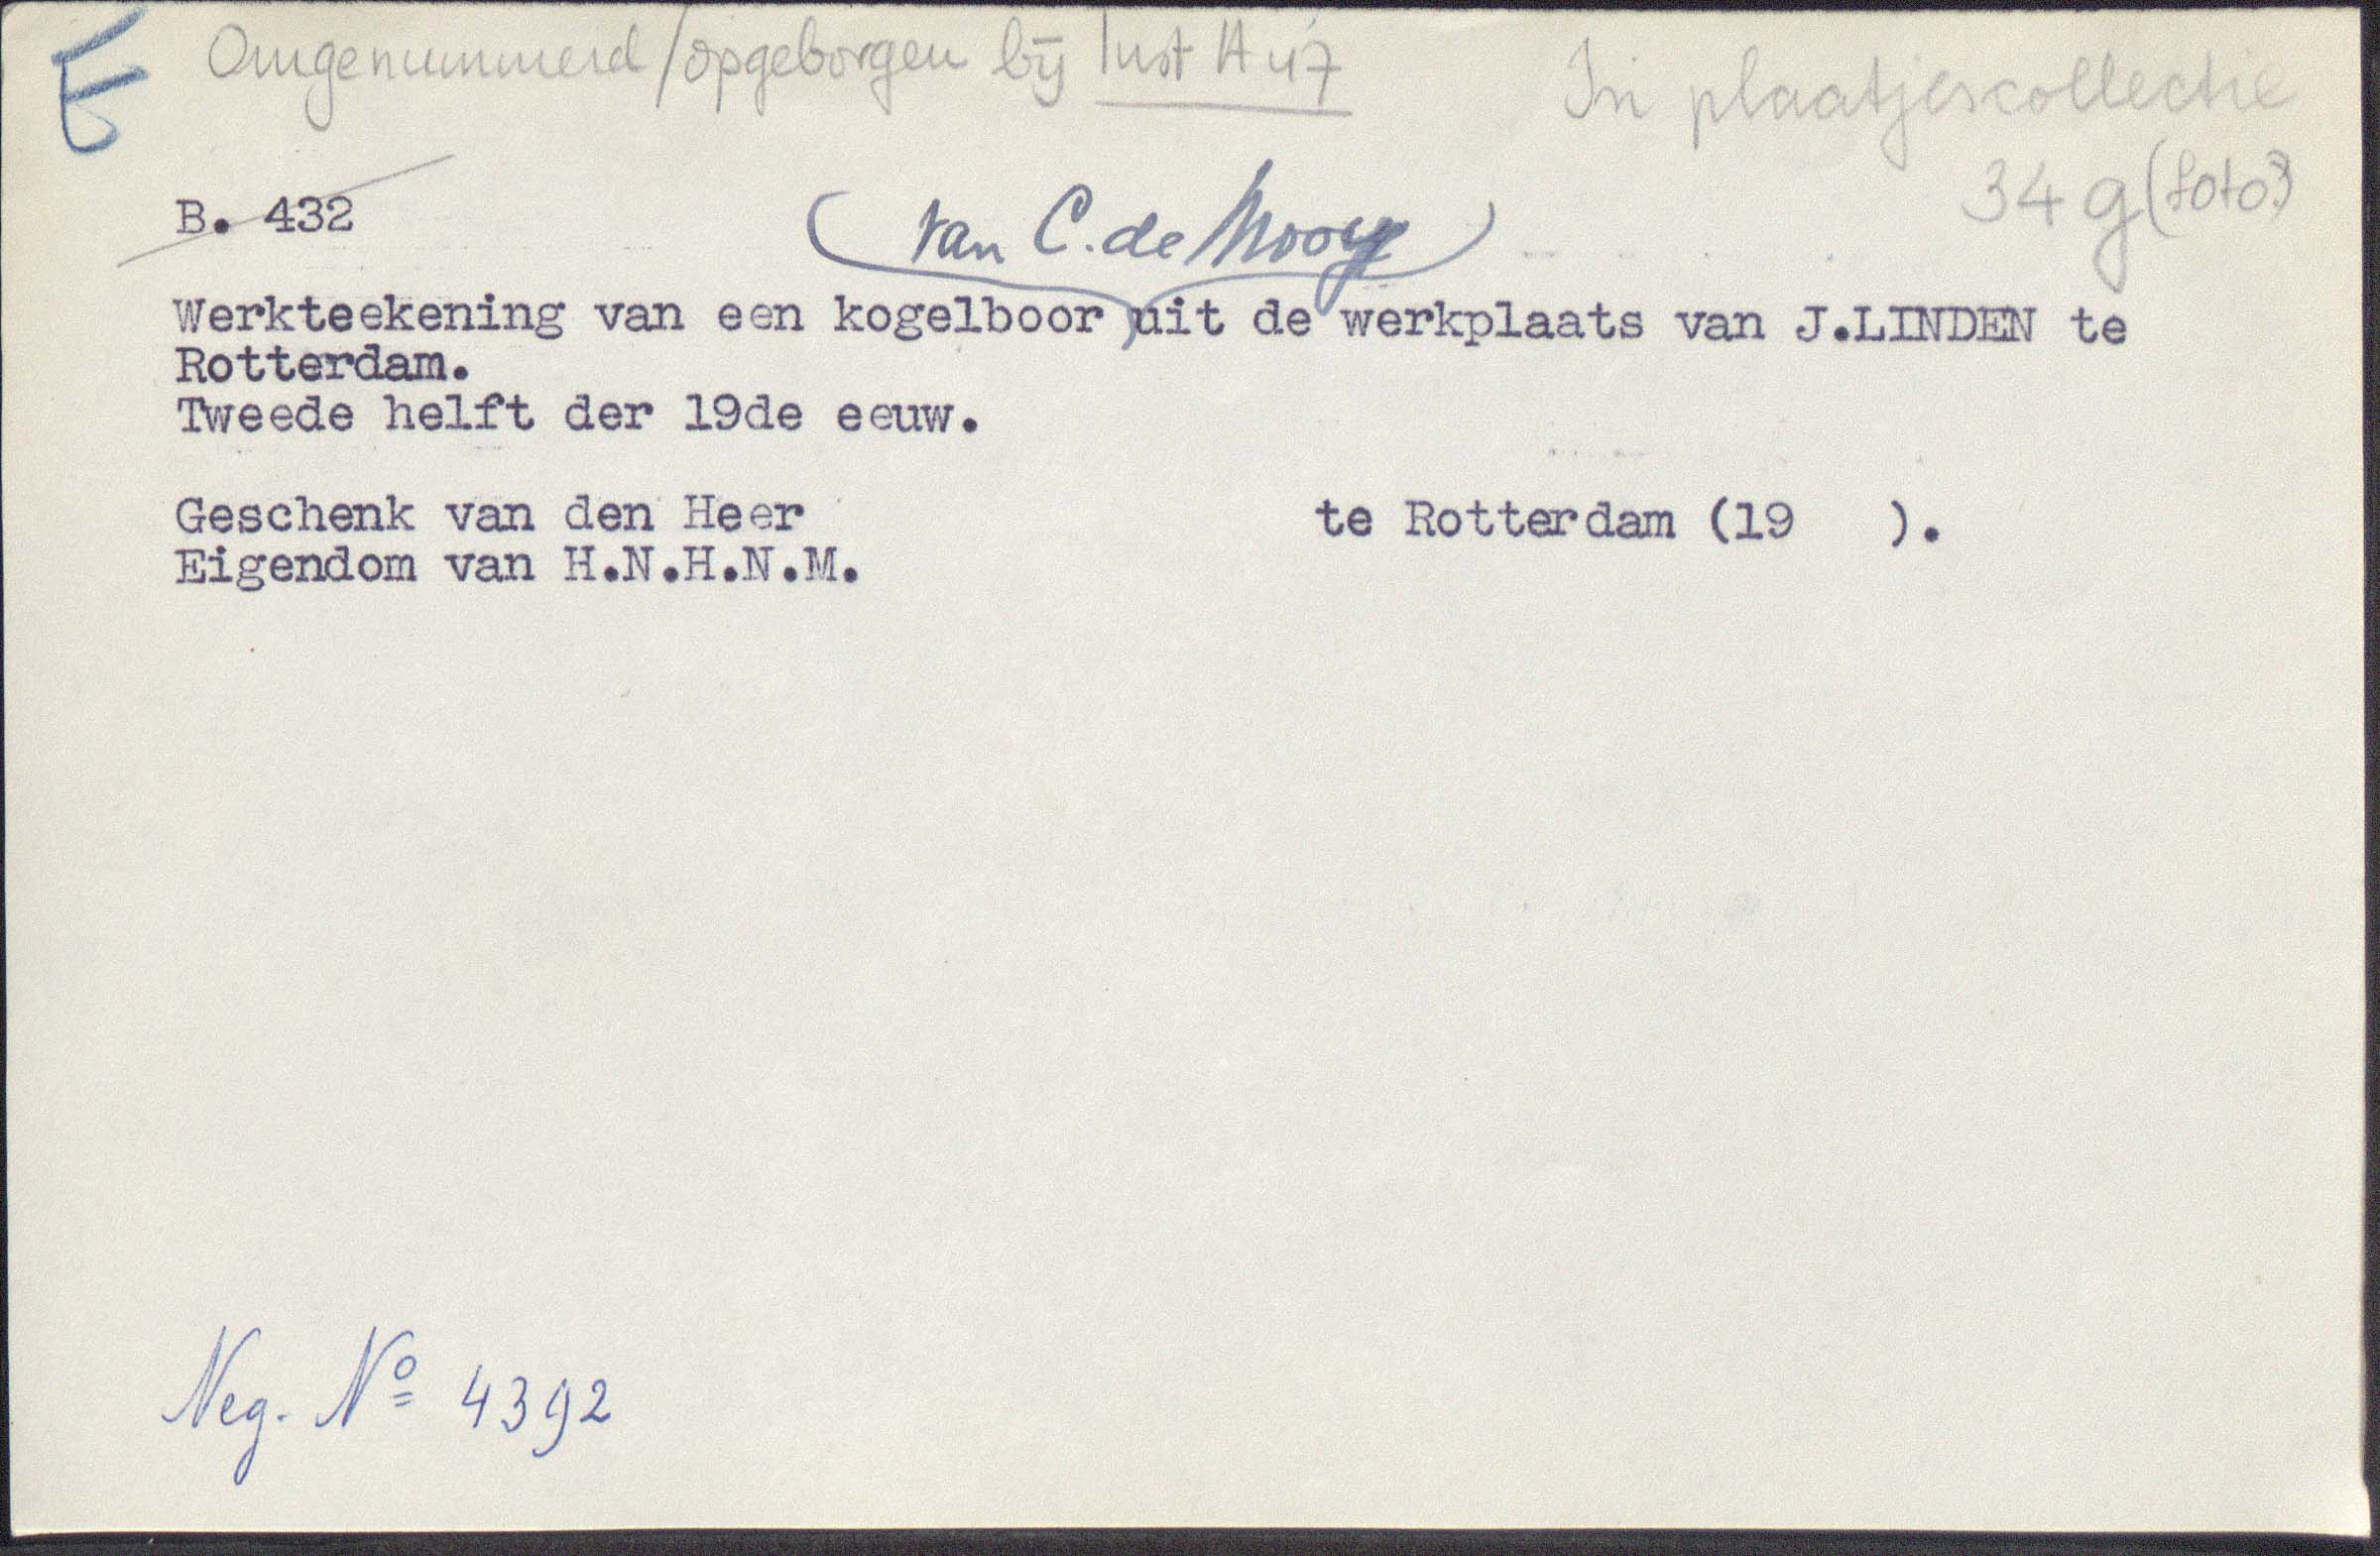 E Omgenummerd/opgeborgen bij Inst H 47
In plaatjescollectie
34 g (foto?)
B. 432
(van C. de Mooy)
Werkteekening van een kogelboor uit de werkplaats van J.LINDEN te
Rotterdam.
Tweede helft der 19de eeuw.
Geschenk van den Heer te Rotterdam (19 ).
Eigendom van H.N.H.N.M.
Neg. Nº 4392